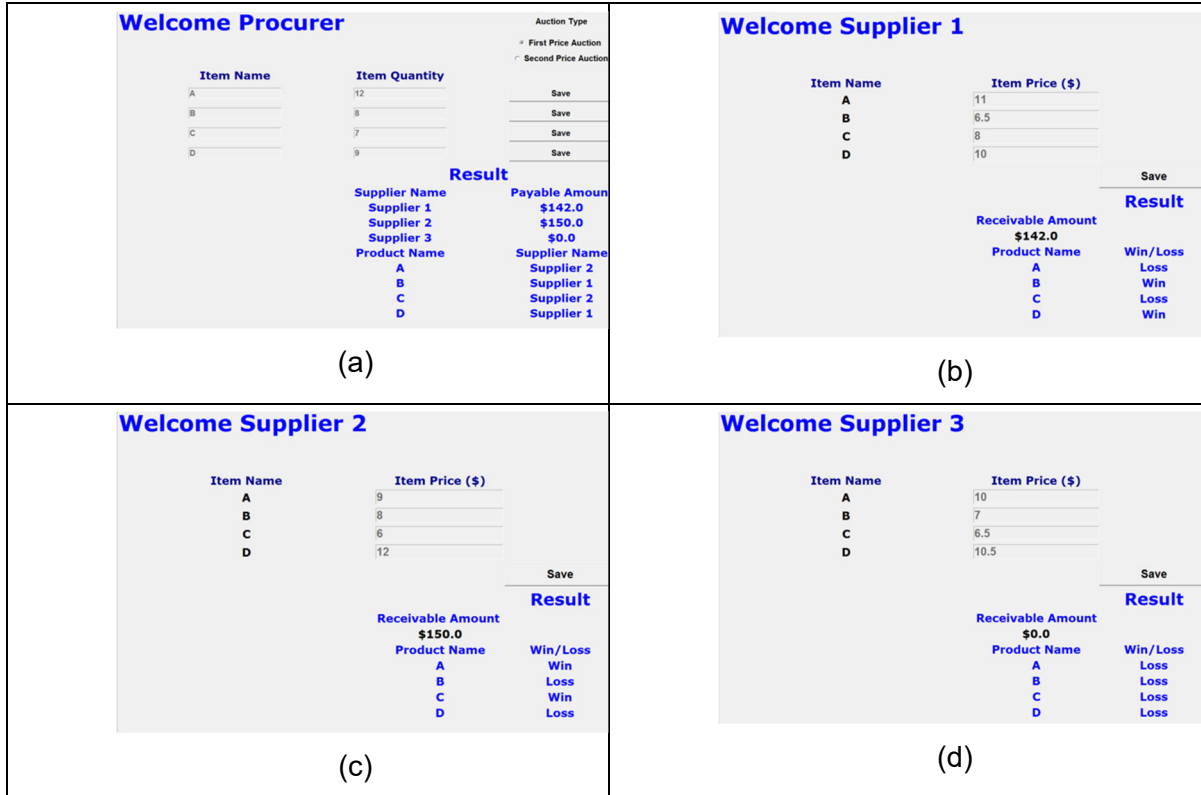 Welcome Procurer
Auction Type
First Price Auction
Second Price Auction
Item Name Item Quantity
A 12 Save
B 8 Save
C 7 Save
D 9 Save
Result
Supplier Name Payable Amoun
Supplier 1 $142.0
Supplier 2 $150.0
Supplier 3 $0.0
Product Name Supplier Name
A Supplier 2
B Supplier 1
C Supplier 2
D Supplier 1
(a)
Welcome Supplier 1
Item Name Item Price ($)
A 11
B 6.5
C 8
D 10
Save
Result
Receivable Amount
$142.0
Product Name Win/Loss
A Loss
B Win
C Loss
D Win
(b)
Welcome Supplier 2
Item Name Item Price ($)
A 9
B 8
C 6
D 12
Save
Result
Receivable Amount
$150.0
Product Name Win/Loss
A Win
B Loss
C Win
D Loss
(c)
Welcome Supplier 3
Item Name Item Price ($)
A 10
B 7
C 6.5
D 10.5
Save
Result
Receivable Amount
$0.0
Product Name Win/Loss
A Loss
B Loss
C Loss
D Loss
(d)